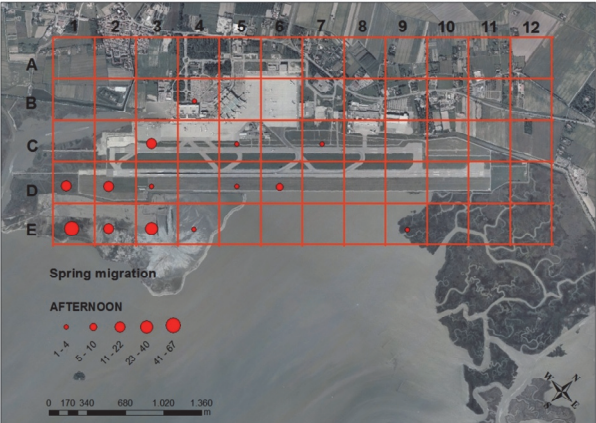 1 2 3 4 5 6 7 8 9 10 11 12
A
B
C
D
E
Spring migration
AFTERNOON
1 - 4 5 - 10 11 - 22 23 - 40 41 - 67
0 170 340 680 1.020 1.360
m
N
W E
S